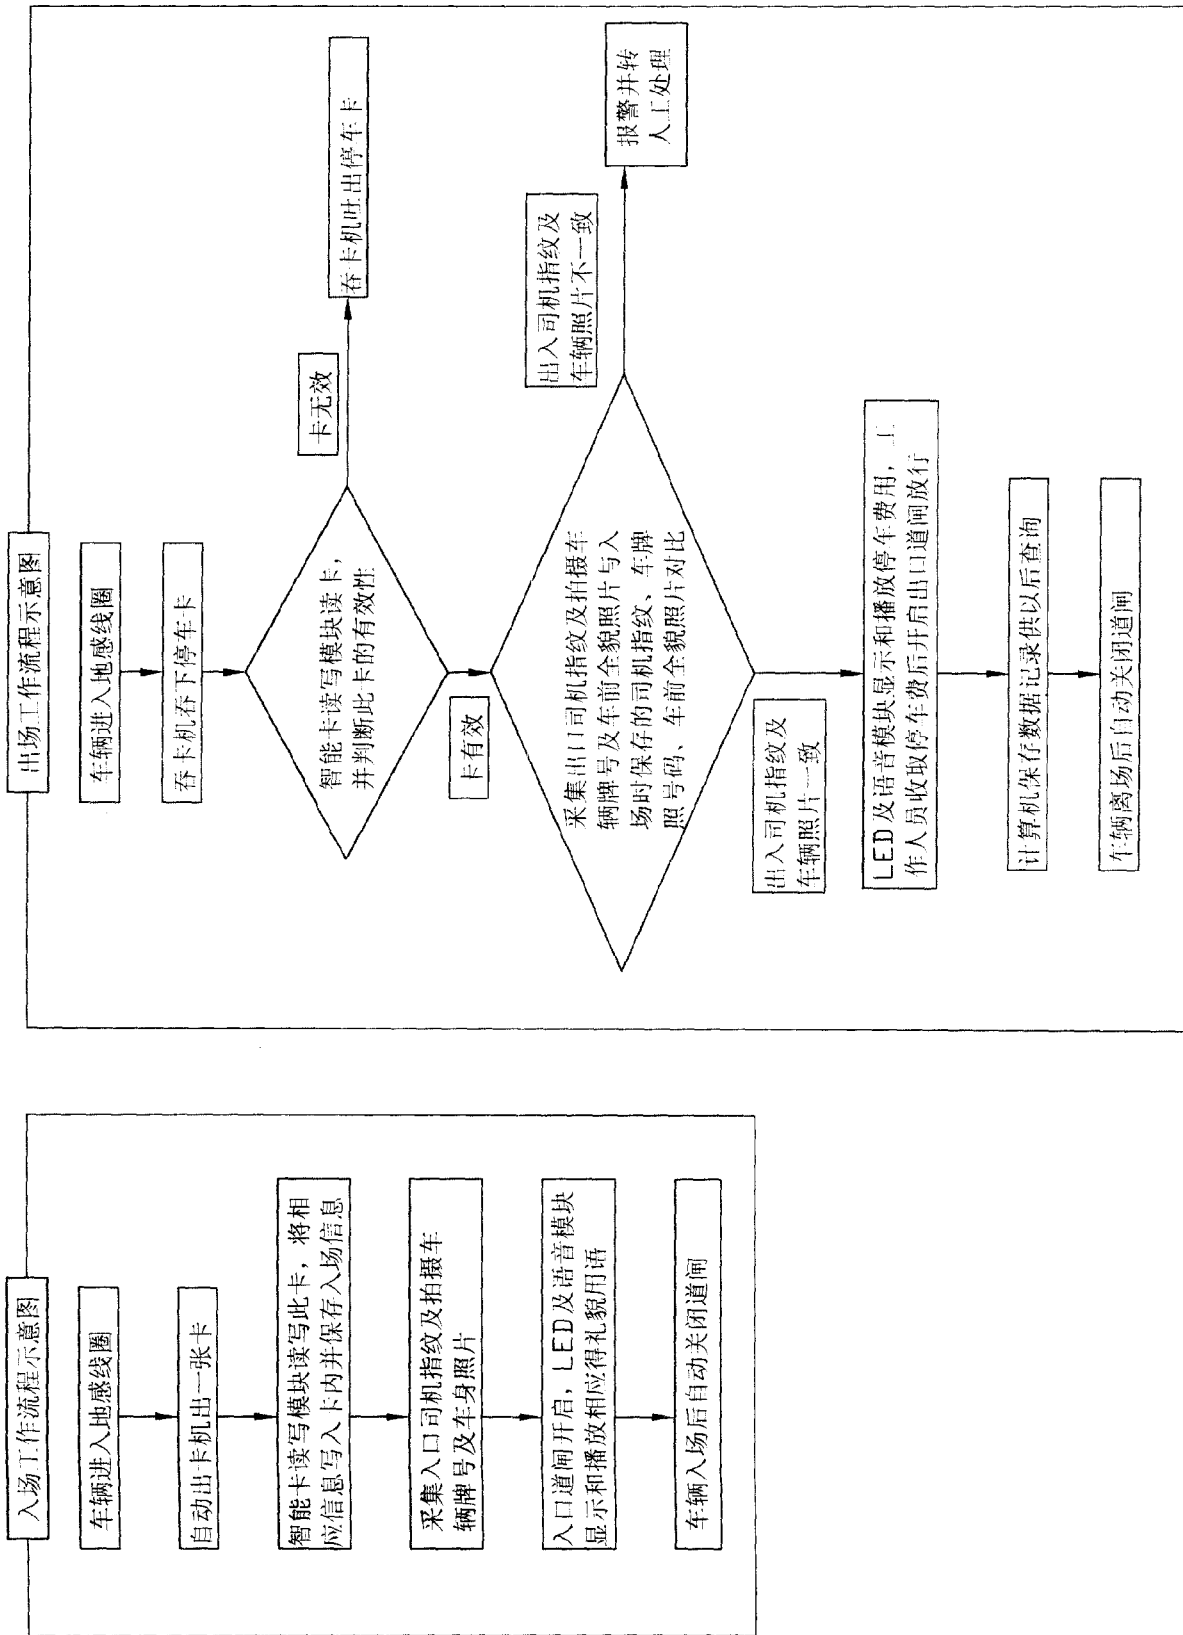 入场工作流程示意图
车辆进入地感线圈
自动出卡机出一张卡
智能卡读写模块读写此卡，将相
应信息写入卡内并保存入场信息
采集入口司机指纹及拍摄车
辆牌号及车身照片
入口道闸开启，LED及语音模块
显示和播放相应得礼貌用语
车辆入场后自动关闭道闸
出场工作流程示意图
车辆进入地感线圈
吞卡机吞下停车卡
智能卡读写模块读卡，
并判断此卡的有效性
卡无效
吞卡机吐出停车卡
卡有效
采集出口司机指纹及拍摄车
辆牌号及车前全貌照片与入
场时保存的司机指纹、车牌
照号码、车前全貌照片对比
出入司机指纹及
车辆照片不一致
报警并转
人工处理
出入司机指纹及
车辆照片一致
LED及语音模块显示和播放停车费用，工
作人员收取停车费后开启出口道闸放行
计算机保存数据记录供以后查询
车辆离场后自动关闭道闸